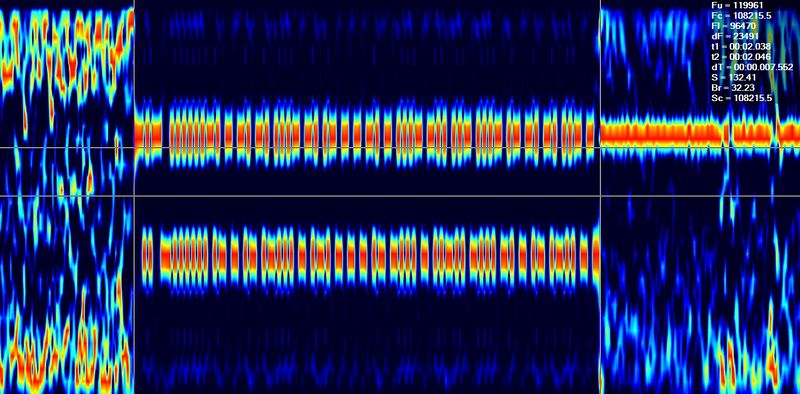 Fu = 119961
Fc = 108215.5
Fl = 96470
dF = 23491
t1 = 00:02.038
t2 = 00:02.046
dT = 00:00.007.552
S = 132.41
Br = 32.23
Sc = 108215.5